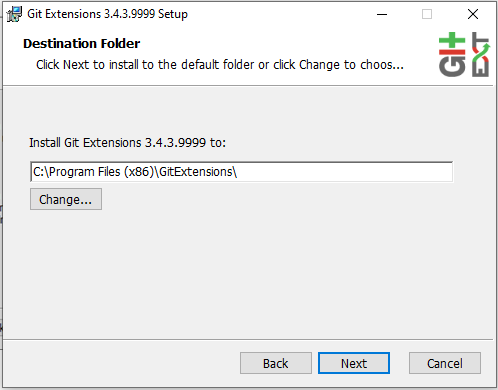 Git Extensions 3.4.3.9999 Setup
Destination Folder
Click Next to install to the default folder or click Change to choos...
Git
Ext
Install Git Extensions 3.4.3.9999 to:
C:\Program Files (x86)\GitExtensions\
Change...
Back
Next
Cancel